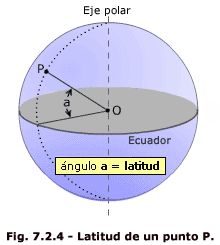 Eje polar
P
a
O
Ecuador
ángulo a = latitud
Fig. 7.2.4 - Latitud de un punto P.